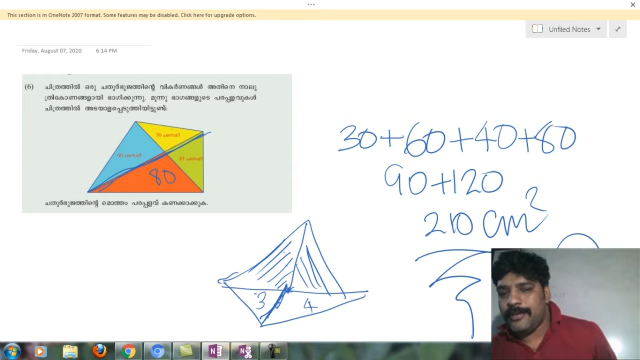 This section is in OneNote 2007 format. Some features may be disabled. Click here for upgrade options.
Unfiled Notes
Friday, August 07, 2020 6:14 PM
(6) ചിത്രത്തിൽ ഒരു ചതുർഭുജത്തിന്റെ വികർണങ്ങൾ അതിനെ നാലു
ത്രികോണങ്ങളായി ഭാഗിക്കുന്നു. മൂന്നു ഭാഗങ്ങളുടെ പരപ്പളവുകൾ
ചിത്രത്തിൽ അടയാളപ്പെടുത്തിയിട്ടുണ്ട്:
30 ച.സെ.മീ
60 ച.സെ.മീ
40 ച.സെ.മീ
80
ചതുർഭുജത്തിന്റെ മൊത്തം പരപ്പളവ് കണക്കാക്കുക.
30+60+40+80
90+120
210 cm²
3 4